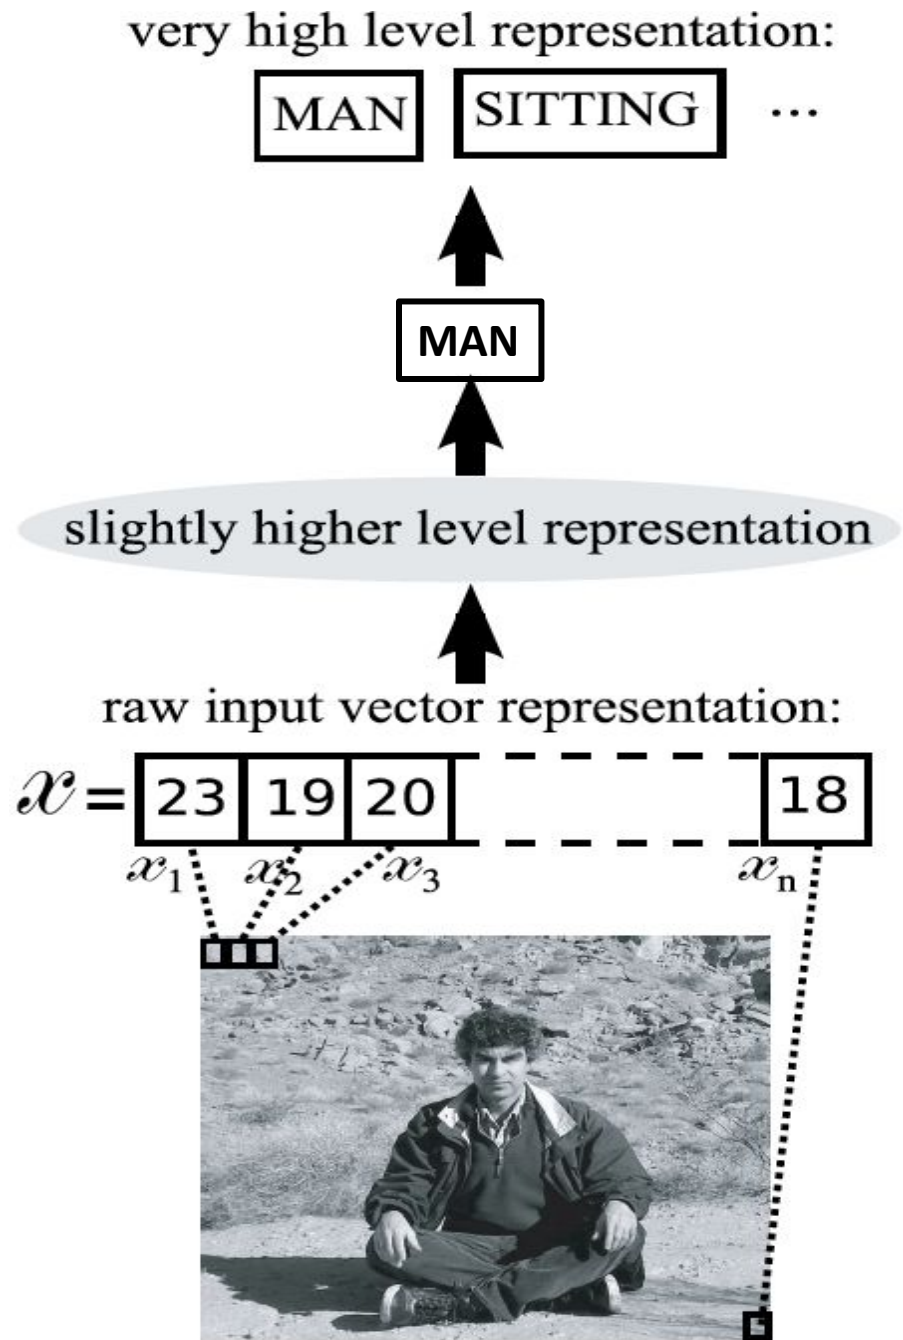 very high level representation:
MAN SITTING ...
MAN
slightly higher level representation
raw input vector representation:
x = 23 19 20 18
x1 x2 x3 xn